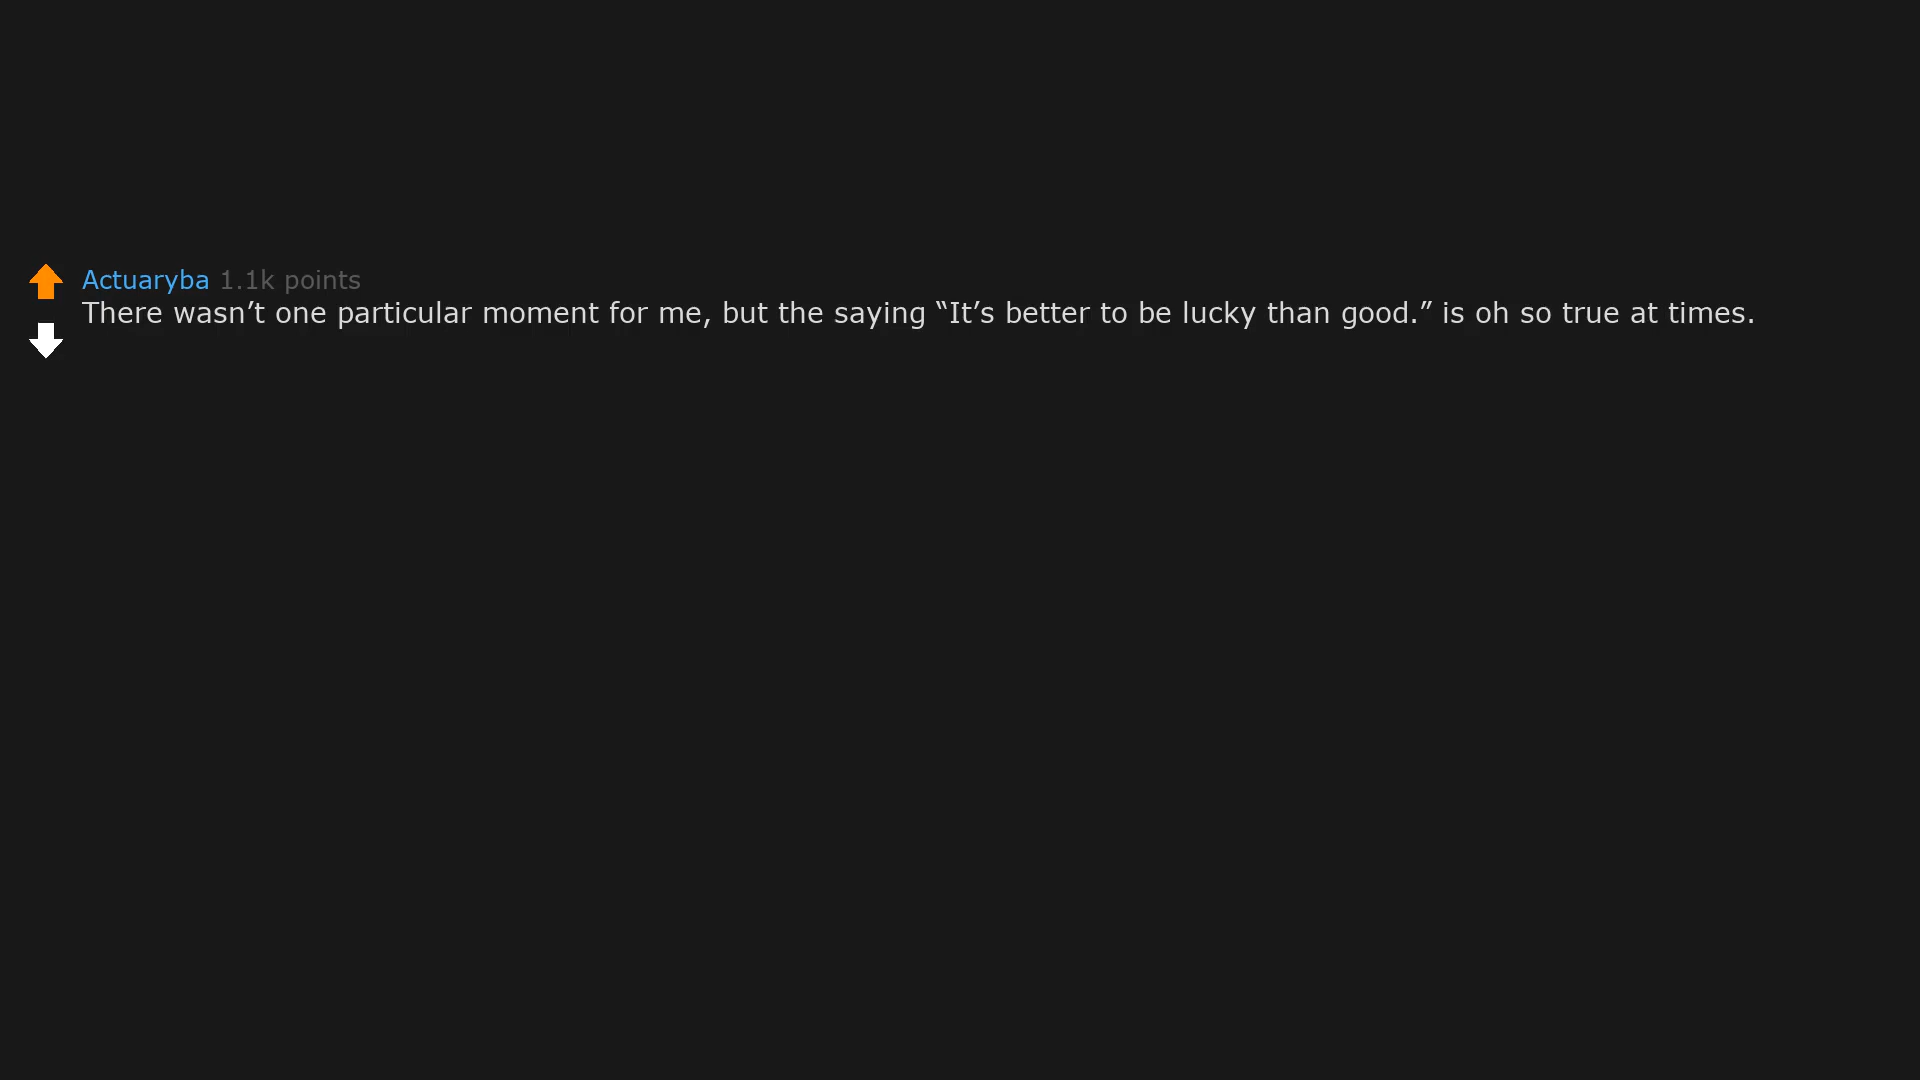 Actuaryba 1.1k points
There wasn’t one particular moment for me, but the saying “It’s better to be lucky than good.” is oh so true at times.